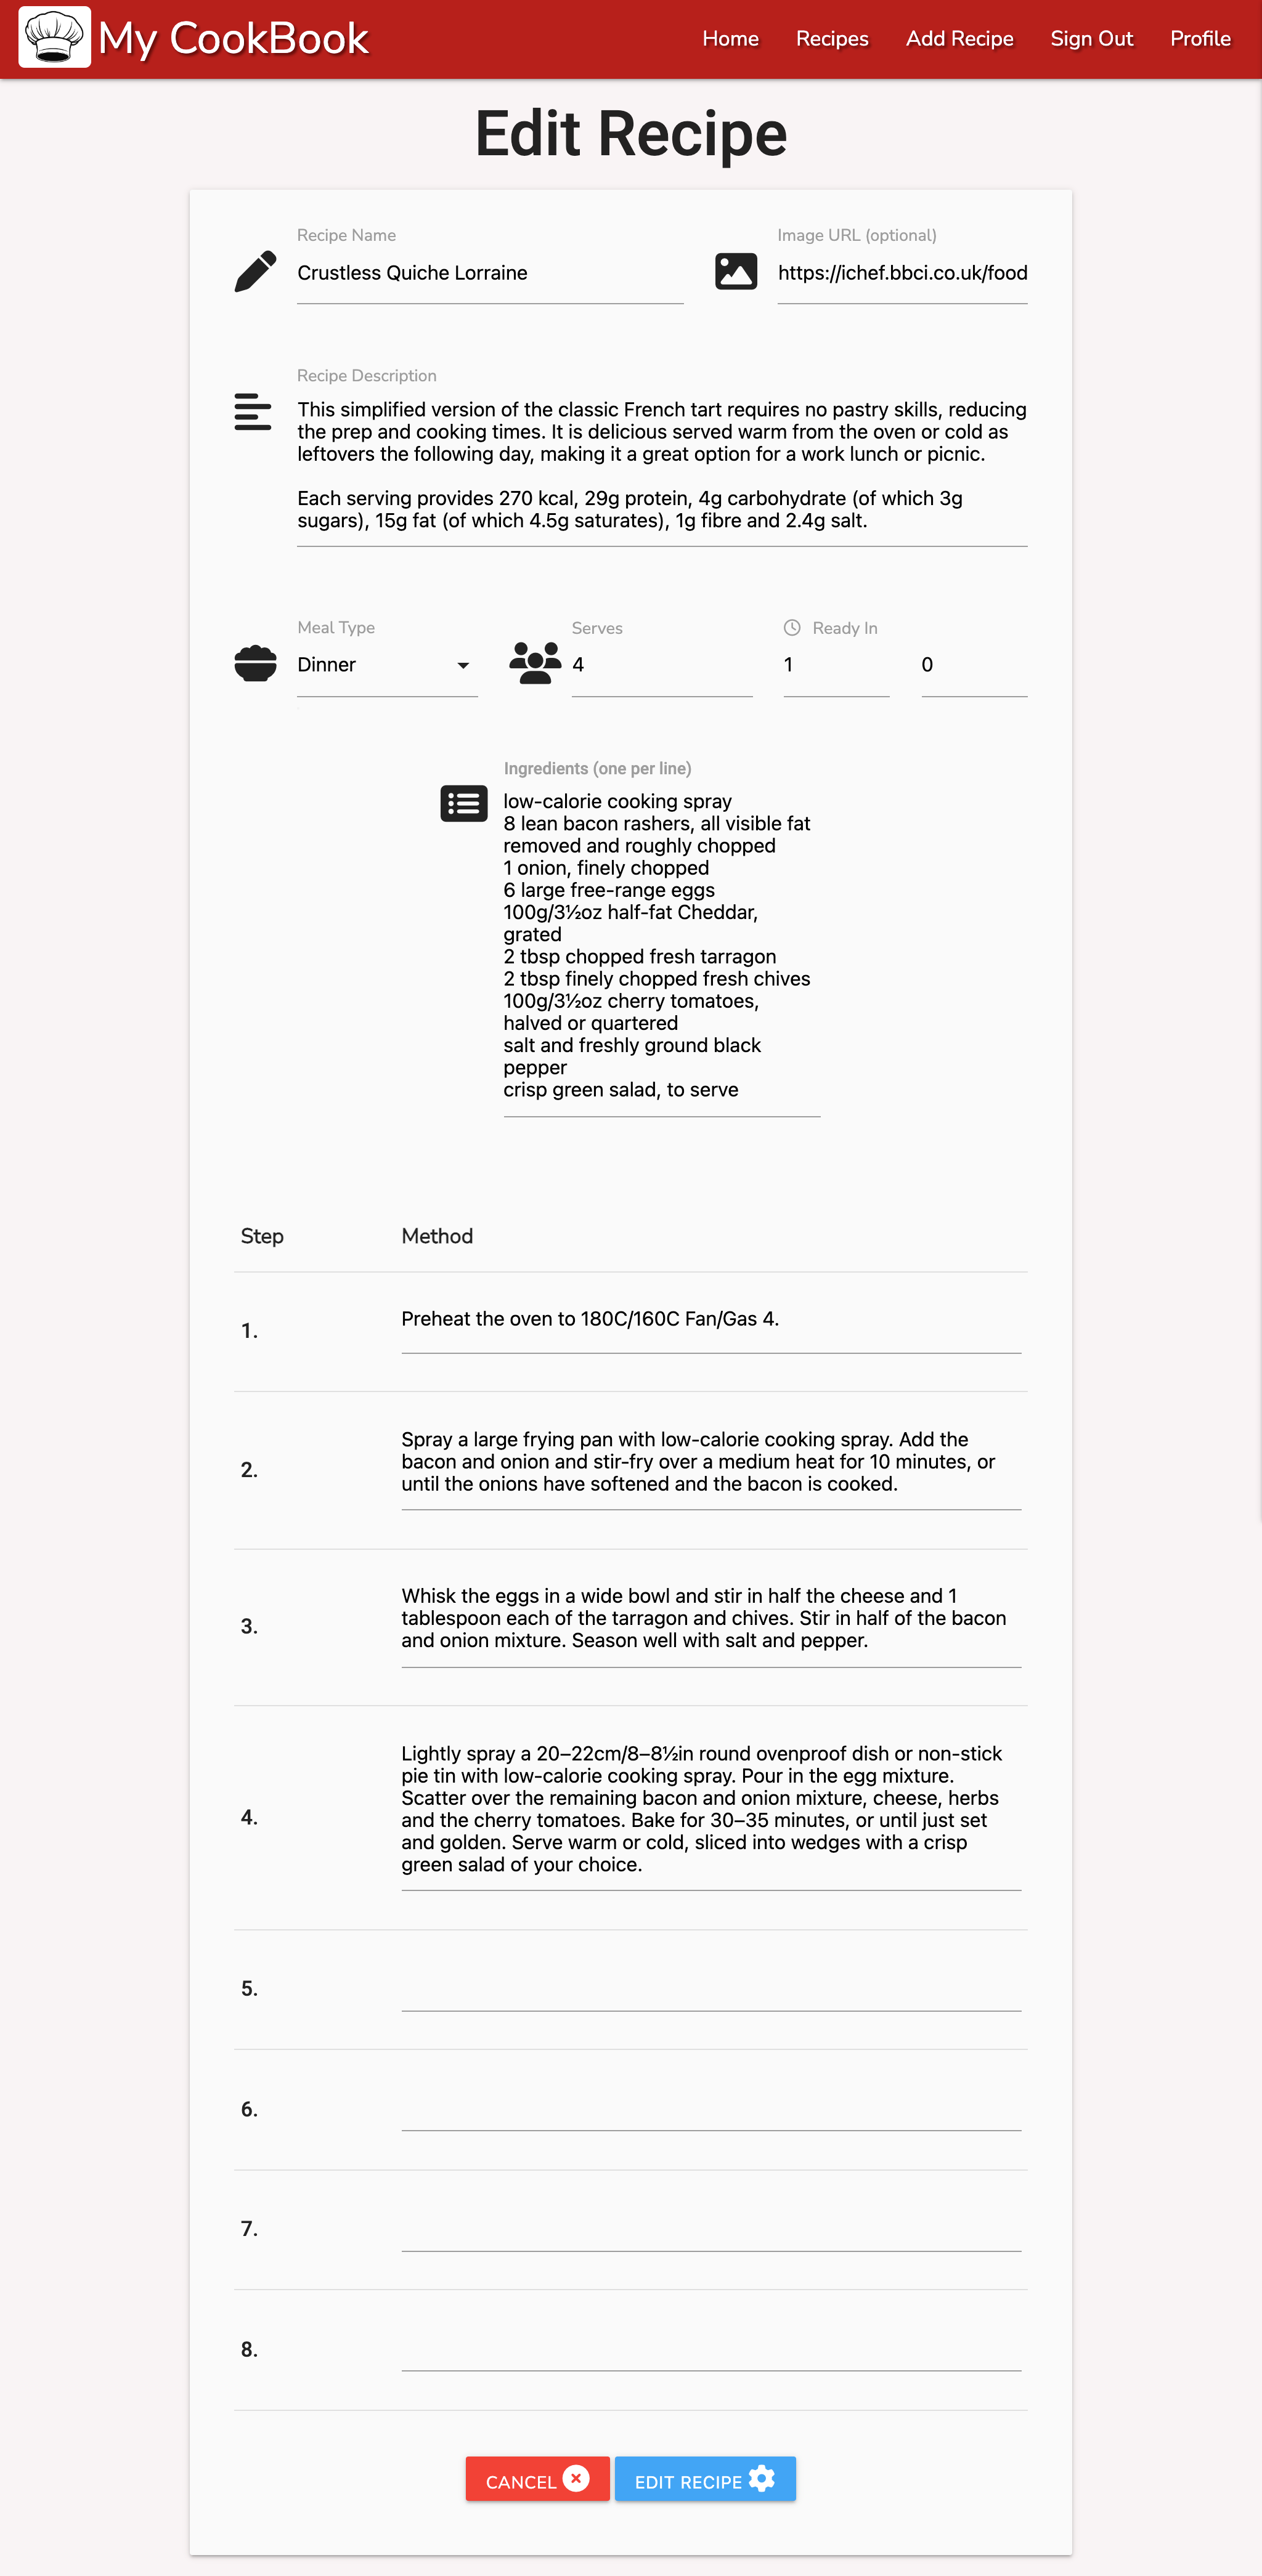 My CookBook
Home Recipes Add Recipe Sign Out Profile
Edit Recipe
Recipe Name
Crustless Quiche Lorraine
Image URL (optional)
https://ichef.bbci.co.uk/food
Recipe Description
This simplified version of the classic French tart requires no pastry skills, reducing
the prep and cooking times. It is delicious served warm from the oven or cold as
leftovers the following day, making it a great option for a work lunch or picnic.
Each serving provides 270 kcal, 29g protein, 4g carbohydrate (of which 3g
sugars), 15g fat (of which 4.5g saturates), 1g fibre and 2.4g salt.
Meal Type
Dinner
Serves
4
Ready In
1 0
Ingredients (one per line)
low-calorie cooking spray
8 lean bacon rashers, all visible fat
removed and roughly chopped
1 onion, finely chopped
6 large free-range eggs
100g/3½oz half-fat Cheddar,
grated
2 tbsp chopped fresh tarragon
2 tbsp finely chopped fresh chives
100g/3½oz cherry tomatoes,
halved or quartered
salt and freshly ground black
pepper
crisp green salad, to serve
Step Method
1.
Preheat the oven to 180C/160C Fan/Gas 4.
2.
Spray a large frying pan with low-calorie cooking spray. Add the
bacon and onion and stir-fry over a medium heat for 10 minutes, or
until the onions have softened and the bacon is cooked.
3.
Whisk the eggs in a wide bowl and stir in half the cheese and 1
tablespoon each of the tarragon and chives. Stir in half of the bacon
and onion mixture. Season well with salt and pepper.
4.
Lightly spray a 20–22cm/8–8½in round ovenproof dish or non-stick
pie tin with low-calorie cooking spray. Pour in the egg mixture.
Scatter over the remaining bacon and onion mixture, cheese, herbs
and the cherry tomatoes. Bake for 30–35 minutes, or until just set
and golden. Serve warm or cold, sliced into wedges with a crisp
green salad of your choice.
5.
6.
7.
8.
CANCEL
EDIT RECIPE